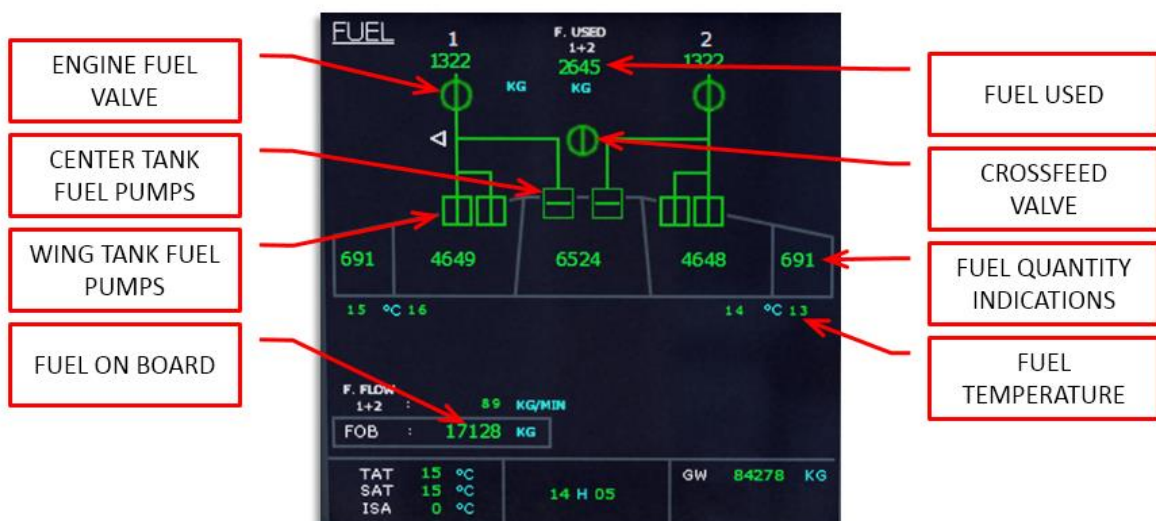 ENGINE FUEL
VALVE
CENTER TANK
FUEL PUMPS
WING TANK FUEL
PUMPS
FUEL ON BOARD
FUEL
1
F. USED
1+2
2
1322
2645
1322
KG
KG
691
4649
6524
4648
691
15 °C 16
14 °C 13
F. FLOW
1+2 : 89 KG/MIN
FOB : 17128 KG
TAT 15 °C
SAT 15 °C
ISA 0 °C
14 H 05
GW 84278 KG
FUEL USED
CROSSFEED
VALVE
FUEL QUANTITY
INDICATIONS
FUEL
TEMPERATURE